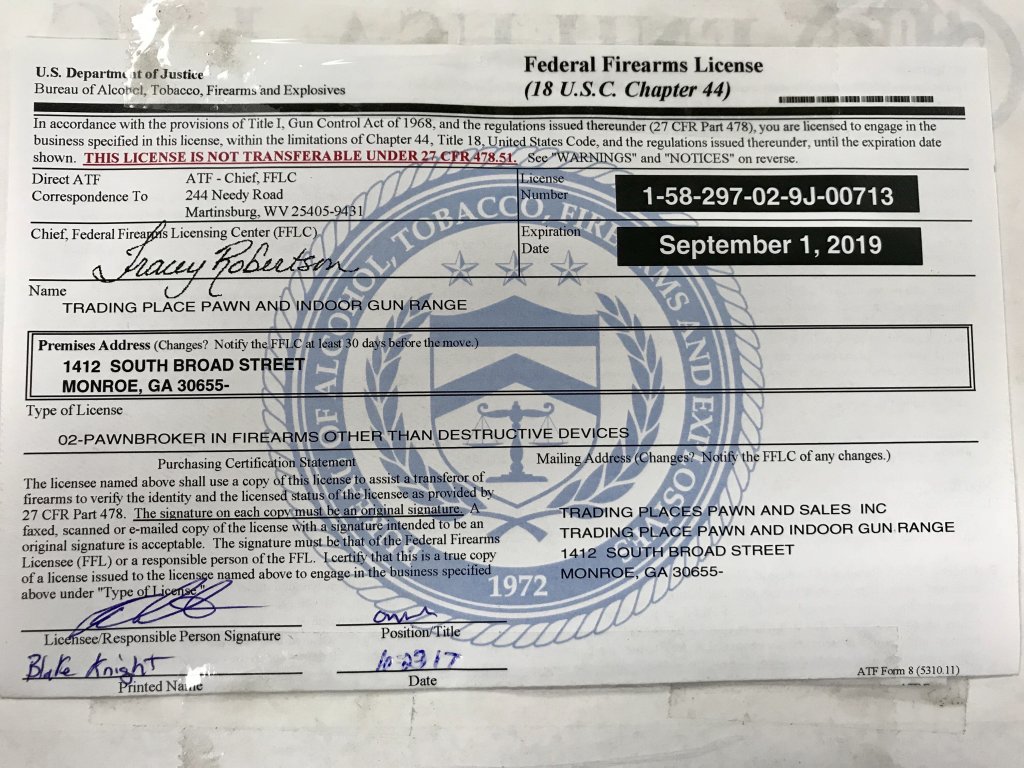 U.S. Department of Justice
Bureau of Alcohol, Tobacco, Firearms and Explosives
Federal Firearms License
(18 U.S.C. Chapter 44)
In accordance with the provisions of Title I, Gun Control Act of 1968, and the regulations issued thereunder (27 CFR Part 478), you are licensed to engage in the
business specified in this license, within the limitations of Chapter 44, Title 18, United States Code, and the regulations issued thereunder, until the expiration date
shown. THIS LICENSE IS NOT TRANSFERABLE UNDER 27 CFR 478.51. See "WARNINGS" and "NOTICES" on reverse.
Direct ATF
Correspondence To
ATF - Chief, FFLC
244 Needy Road
Martinsburg, WV 25405-9431
License
Number
1-58-297-02-9J-00713
Chief, Federal Firearms Licensing Center (FFLC)
Tracey Robertson
Expiration
Date
September 1, 2019
Name
TRADING PLACE PAWN AND INDOOR GUN RANGE
Premises Address (Changes? Notify the FFLC at least 30 days before the move.)
1412 SOUTH BROAD STREET
MONROE, GA 30655-
Type of License
02-PAWNBROKER IN FIREARMS OTHER THAN DESTRUCTIVE DEVICES
Purchasing Certification Statement
The licensee named above shall use a copy of this license to assist a transferor of
firearms to verify the identity and the licensed status of the licensee as provided by
27 CFR Part 478. The signature on each copy must be an original signature. A
faxed, scanned or e-mailed copy of the license with a signature intended to be an
original signature is acceptable. The signature must be that of the Federal Firearms
Licensee (FFL) or a responsible person of the FFL. I certify that this is a true copy
of a license issued to the licensee named above to engage in the business specified
above under "Type of License."
Mailing Address (Changes? Notify the FFLC of any changes.)
TRADING PLACES PAWN AND SALES INC
TRADING PLACE PAWN AND INDOOR GUN RANGE
1412 SOUTH BROAD STREET
MONROE, GA 30655-
Licensee/Responsible Person Signature
Position/Title
Blake Knight
Printed Name
10-23-17
Date
ATF Form 8 (5310.11)
OF ALCOHOL, TOBACCO, FIREARMS AND EXPLOSIVES
1972